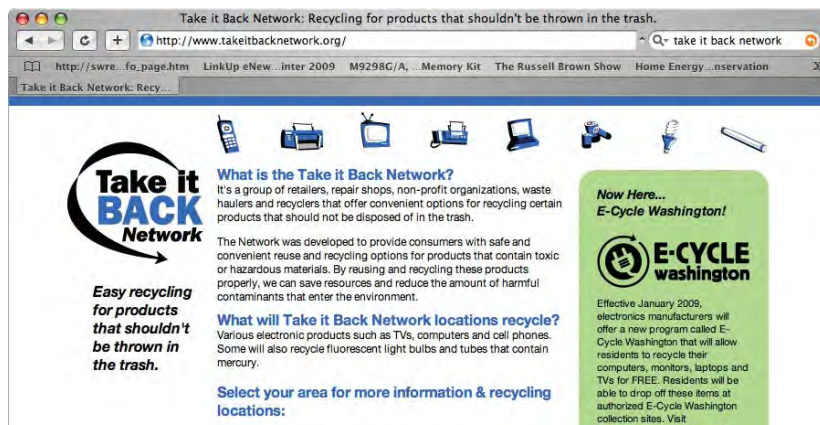 Take it Back Network: Recycling for products that shouldn't be thrown in the trash.
http://www.takeitbacknetwork.org/
take it back network
http://swre...fo_page.htm LinkUp eNew...inter 2009 M9298G/A, ...Memory Kit The Russell Brown Show Home Energy...nservation
Take it Back Network: Recy...
Take it
BACK
Network
Easy recycling
for products
that shouldn't
be thrown in
the trash.
What is the Take it Back Network?
It's a group of retailers, repair shops, non-profit organizations, waste
haulers and recyclers that offer convenient options for recycling certain
products that should not be disposed of in the trash.
The Network was developed to provide consumers with safe and
convenient reuse and recycling options for products that contain toxic
or hazardous materials. By reusing and recycling these products
properly, we can save resources and reduce the amount of harmful
contaminants that enter the environment.
What will Take it Back Network locations recycle?
Various electronic products such as TVs, computers and cell phones.
Some will also recycle fluorescent light bulbs and tubes that contain
mercury.
Select your area for more information & recycling
locations:
Now Here...
E-Cycle Washington!
E-CYCLE
washington
Effective January 2009,
electronics manufacturers will
offer a new program called E-
Cycle Washington that will allow
residents to recycle their
computers, monitors, laptops and
TVs for FREE. Residents will be
able to drop off these items at
authorized E-Cycle Washington
collection sites. Visit